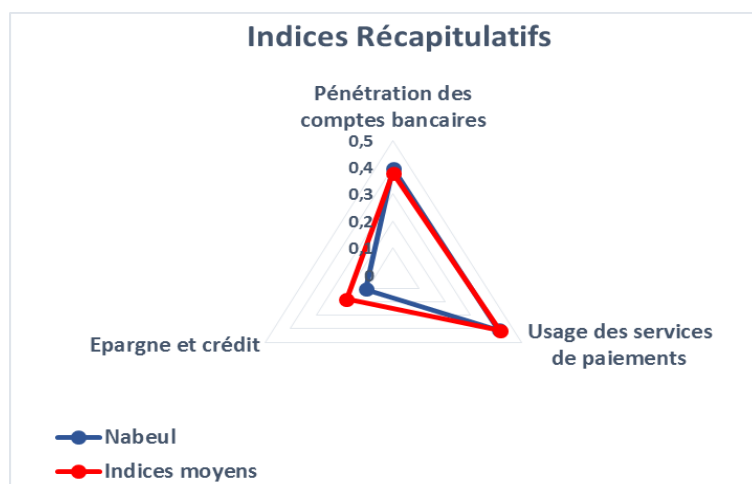 Indices Récapitulatifs
Pénétration des
comptes bancaires
0,5
0,4
0,3
0,2
0,1
0
Epargne et crédit
Usage des services
de paiements
Nabeul
Indices moyens